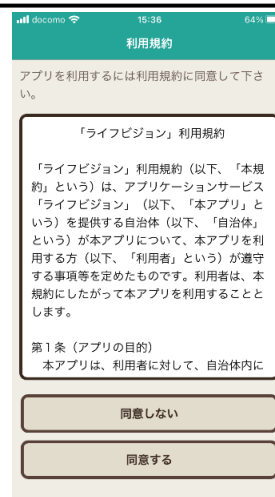 docomo 15:36 64%
利用規約
アプリを利用するには利用規約に同意して下さ
い。
「ライフビジョン」利用規約
「ライフビジョン」利用規約（以下、「本規
約」という）は、アプリケーションサービス
「ライフビジョン」（以下、「本アプリ」と
いう）を提供する自治体（以下、「自治体」
という）が本アプリについて、本アプリを利
用する方（以下、「利用者」という）が遵守
する事項等を定めたものです。利用者は、本
規約にしたがって本アプリを利用することと
します。
第１条（アプリの目的）
本アプリは、利用者に対して、自治体内に
同意しない
同意する